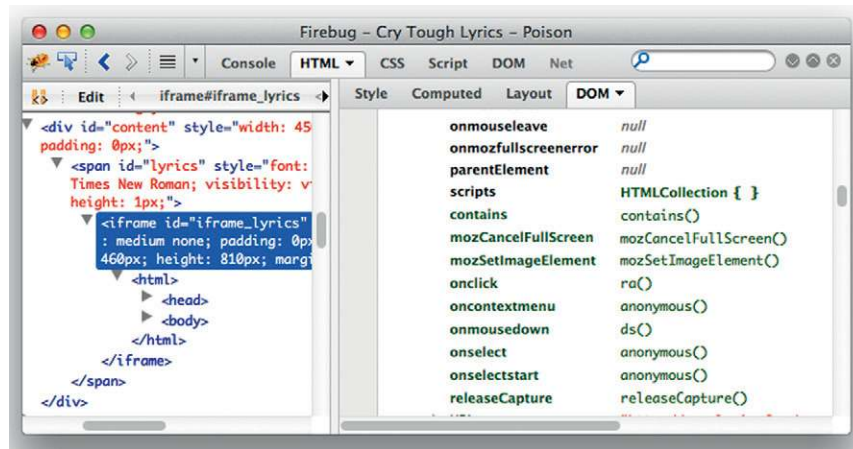 Firebug – Cry Tough Lyrics – Poison
Console HTML CSS Script DOM Net
Edit iframe#iframe_lyrics
Style Computed Layout DOM
<div id="content" style="width: 45
padding: 0px;">
<span id="lyrics" style="font:
Times New Roman; visibility: v
height: 1px;">
<iframe id="iframe_lyrics"
: medium none; padding: 0px
460px; height: 810px; margi
<html>
<head>
<body>
</html>
</iframe>
</span>
</div>
onmouseleave null
onmozfullscreenerror null
parentElement null
scripts HTMLCollection { }
contains contains()
mozCancelFullScreen mozCancelFullScreen()
mozSetImageElement mozSetImageElement()
onclick ra()
oncontextmenu anonymous()
onmousedown ds()
onselect anonymous()
onselectstart anonymous()
releaseCapture releaseCapture()